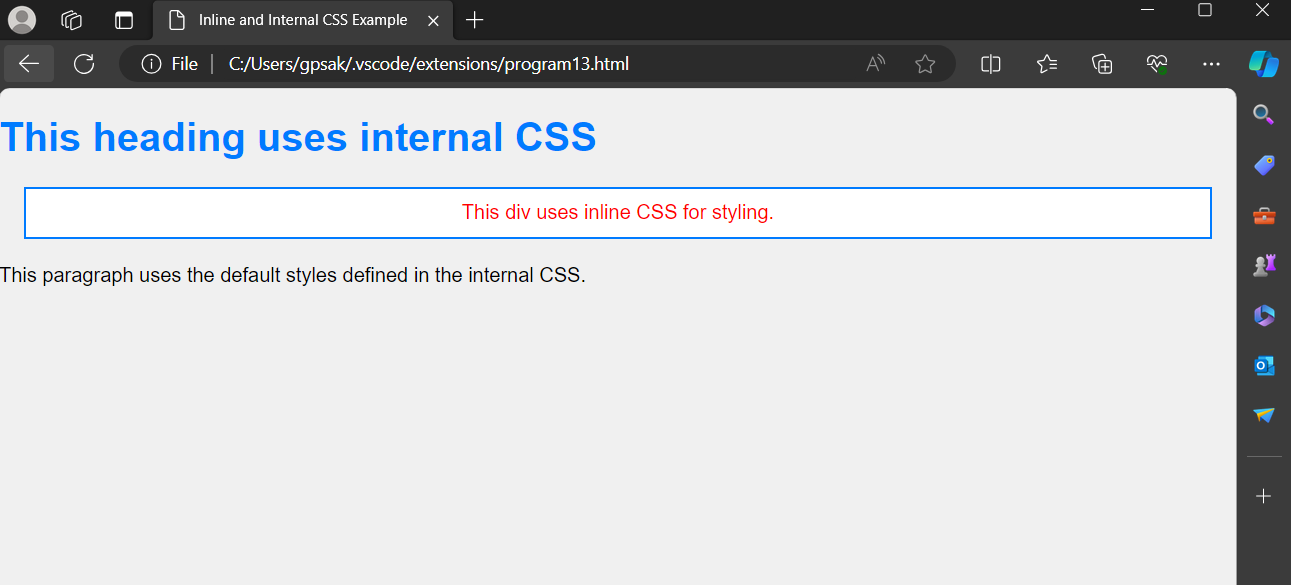 Inline and Internal CSS Example
File | C:/Users/gpsak/.vscode/extensions/program13.html
This heading uses internal CSS
This div uses inline CSS for styling.
This paragraph uses the default styles defined in the internal CSS.